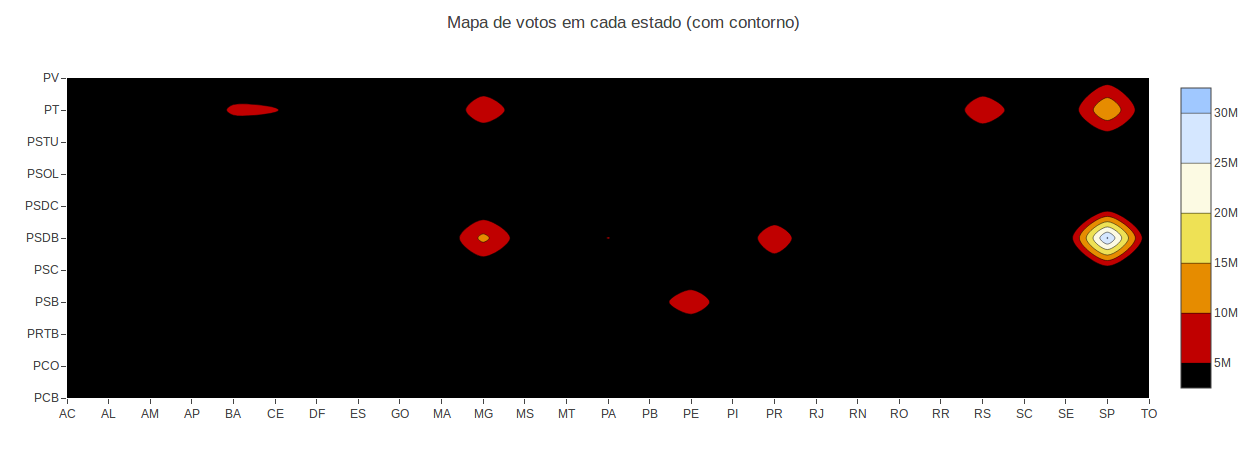 Mapa de votos em cada estado (com contorno)
PV
PT
PSTU
PSOL
PSDC
PSDB
PSC
PSB
PRTB
PCO
PCB
AC AL AM AP BA CE DF ES GO MA MG MS MT PA PB PE PI PR RJ RN RO RR RS SC SE SP TO
30M
25M
20M
15M
10M
5M